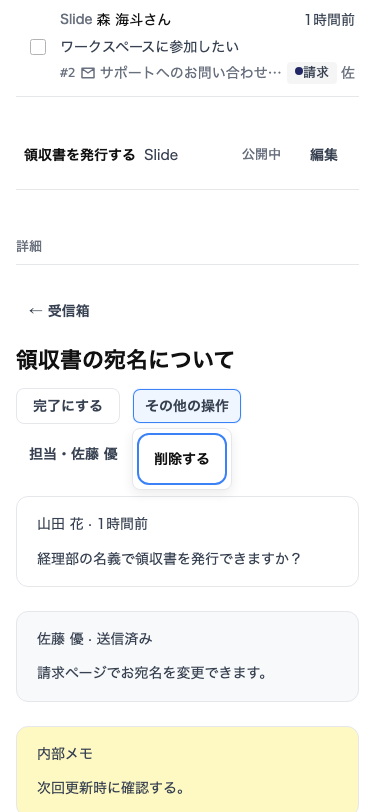 Slide 森 海斗さん 1時間前
ワークスペースに参加したい
#2 サポートへのお問い合わせ… 請求 佐
領収書を発行する Slide 公開中 編集
詳細
← 受信箱
領収書の宛名について
完了にする その他の操作
担当・佐藤 優 削除する
山田 花 · 1時間前
経理部の名義で領収書を発行できますか？
佐藤 優 · 送信済み
請求ページでお宛名を変更できます。
内部メモ
次回更新時に確認する。